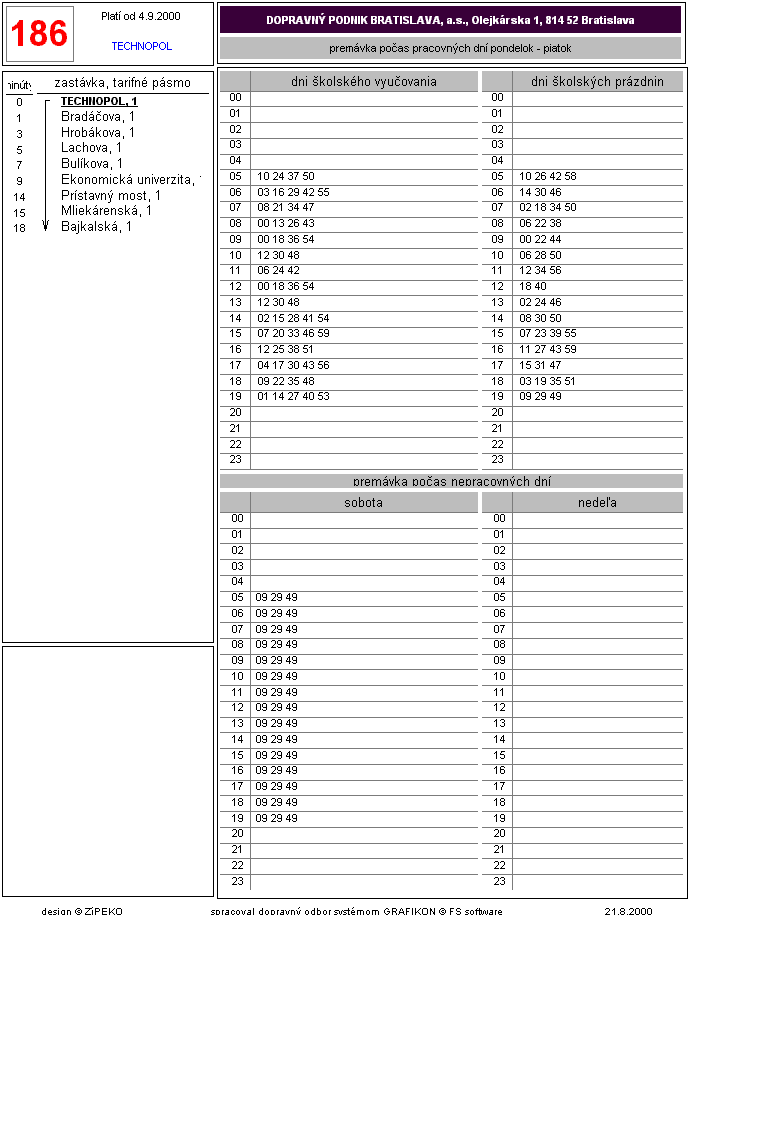 186
Platí od 4.9.2000
TECHNOPOL
DOPRAVNÝ PODNIK BRATISLAVA, a.s., Olejkárska 1, 814 52 Bratislava
premávka počas pracovných dní pondelok - piatok
minúty zastávka, tarifné pásmo
0 TECHNOPOL, 1
1 Bradáčova, 1
3 Hrobákova, 1
5 Lachova, 1
7 Bulíkova, 1
9 Ekonomická univerzita,
14 Prístavný most, 1
15 Mliekárenská, 1
18 Bajkalská, 1
dni školského vyučovania
00
01
02
03
04
05 10 24 37 50
06 03 16 29 42 55
07 08 21 34 47
08 00 13 26 43
09 00 18 36 54
10 12 30 48
11 06 24 42
12 00 18 36 54
13 12 30 48
14 02 15 28 41 54
15 07 20 33 46 59
16 12 25 38 51
17 04 17 30 43 56
18 09 22 35 48
19 01 14 27 40 53
20
21
22
23
dni školských prázdnin
00
01
02
03
04
05 10 26 42 58
06 14 30 46
07 02 18 34 50
08 06 22 38
09 00 22 44
10 06 28 50
11 12 34 56
12 18 40
13 02 24 46
14 08 30 50
15 07 23 39 55
16 11 27 43 59
17 15 31 47
18 03 19 35 51
19 09 29 49
20
21
22
23
premávka počas nepracovných dní
sobota
00
01
02
03
04
05 09 29 49
06 09 29 49
07 09 29 49
08 09 29 49
09 09 29 49
10 09 29 49
11 09 29 49
12 09 29 49
13 09 29 49
14 09 29 49
15 09 29 49
16 09 29 49
17 09 29 49
18 09 29 49
19 09 29 49
20
21
22
23
nedeľa
00
01
02
03
04
05
06
07
08
09
10
11
12
13
14
15
16
17
18
19
20
21
22
23
design © ZiPEKO
spracoval dopravný odbor systémom GRAFIKON © FS software
21.8.2000